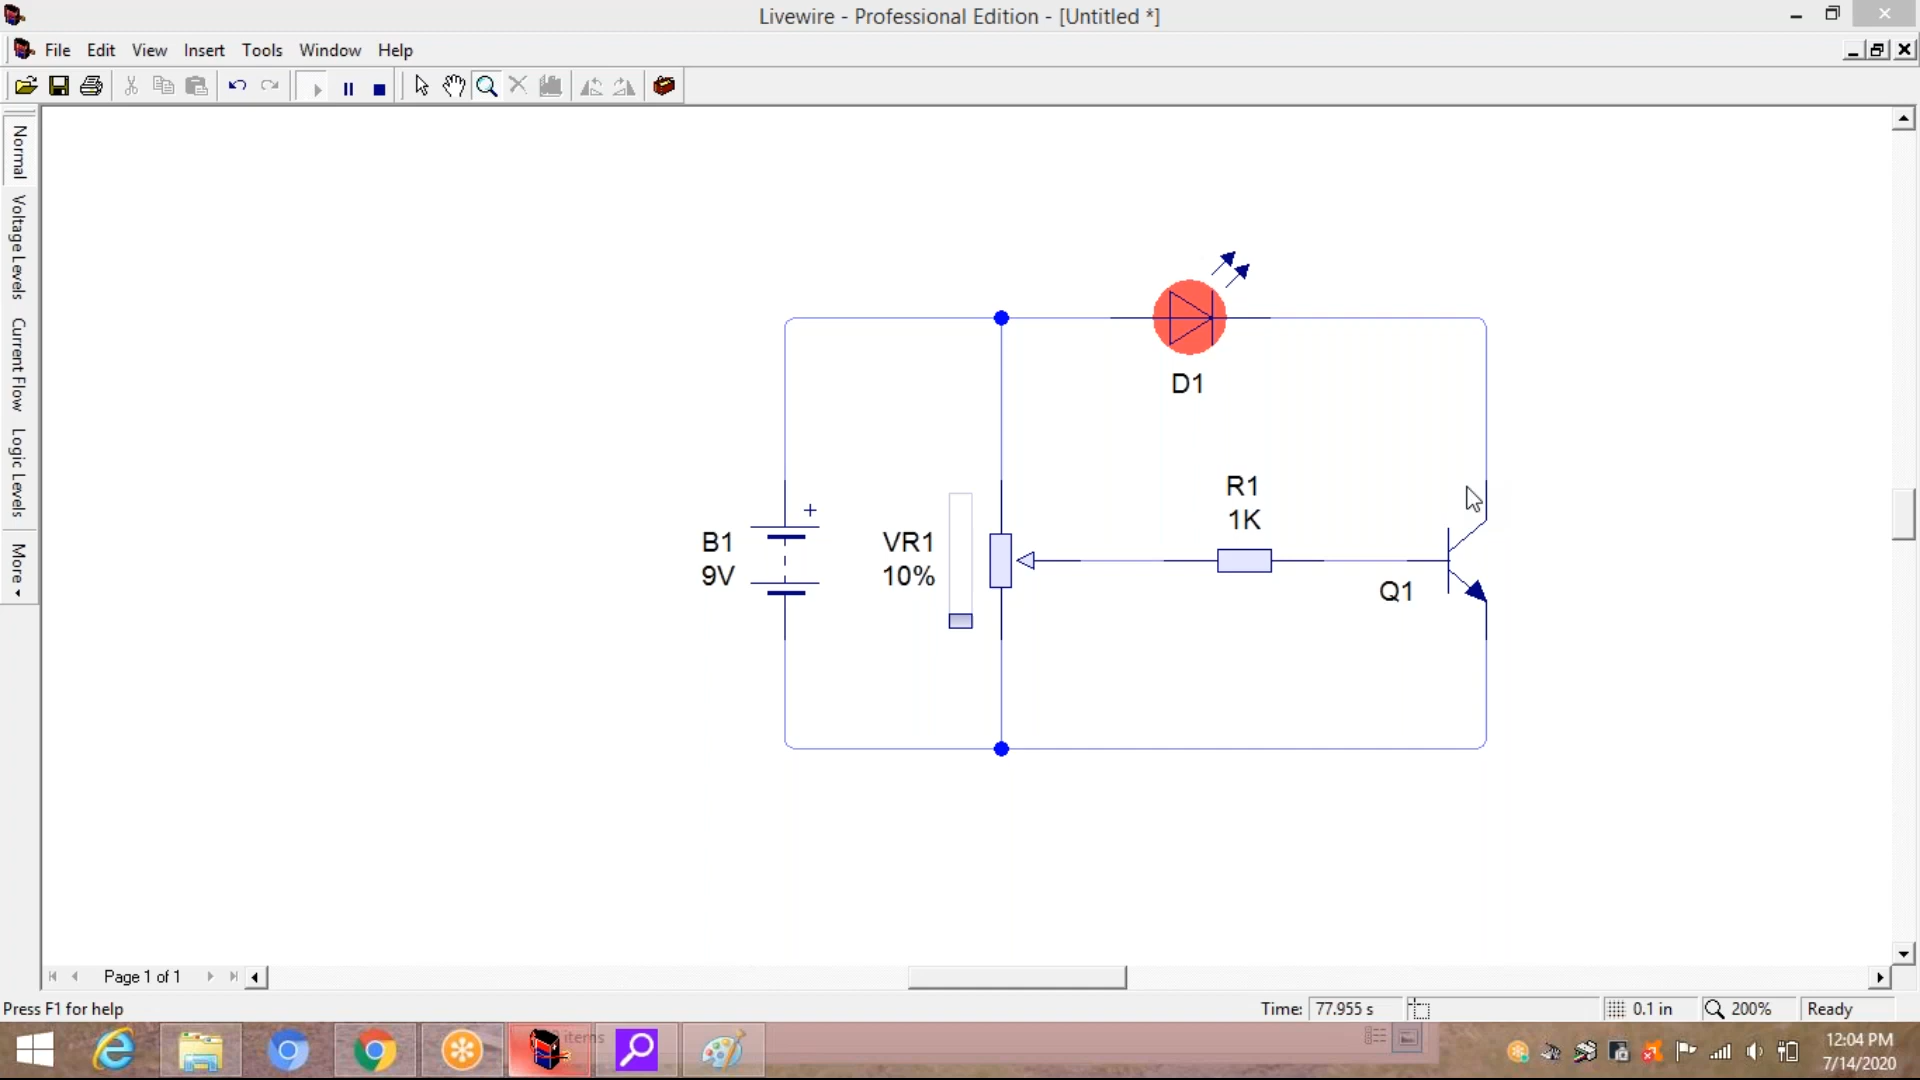 Livewire - Professional Edition - [Untitled *]
File Edit View Insert Tools Window Help
Normal
Voltage Levels
Current Flow
Logic Levels
More
D1
R1
1K
+
B1
9V
VR1
10%
Q1
Page 1 of 1
Press F1 for help
Time: 77.955 s
0.1 in
200%
Ready
items
12:04 PM
7/14/2020